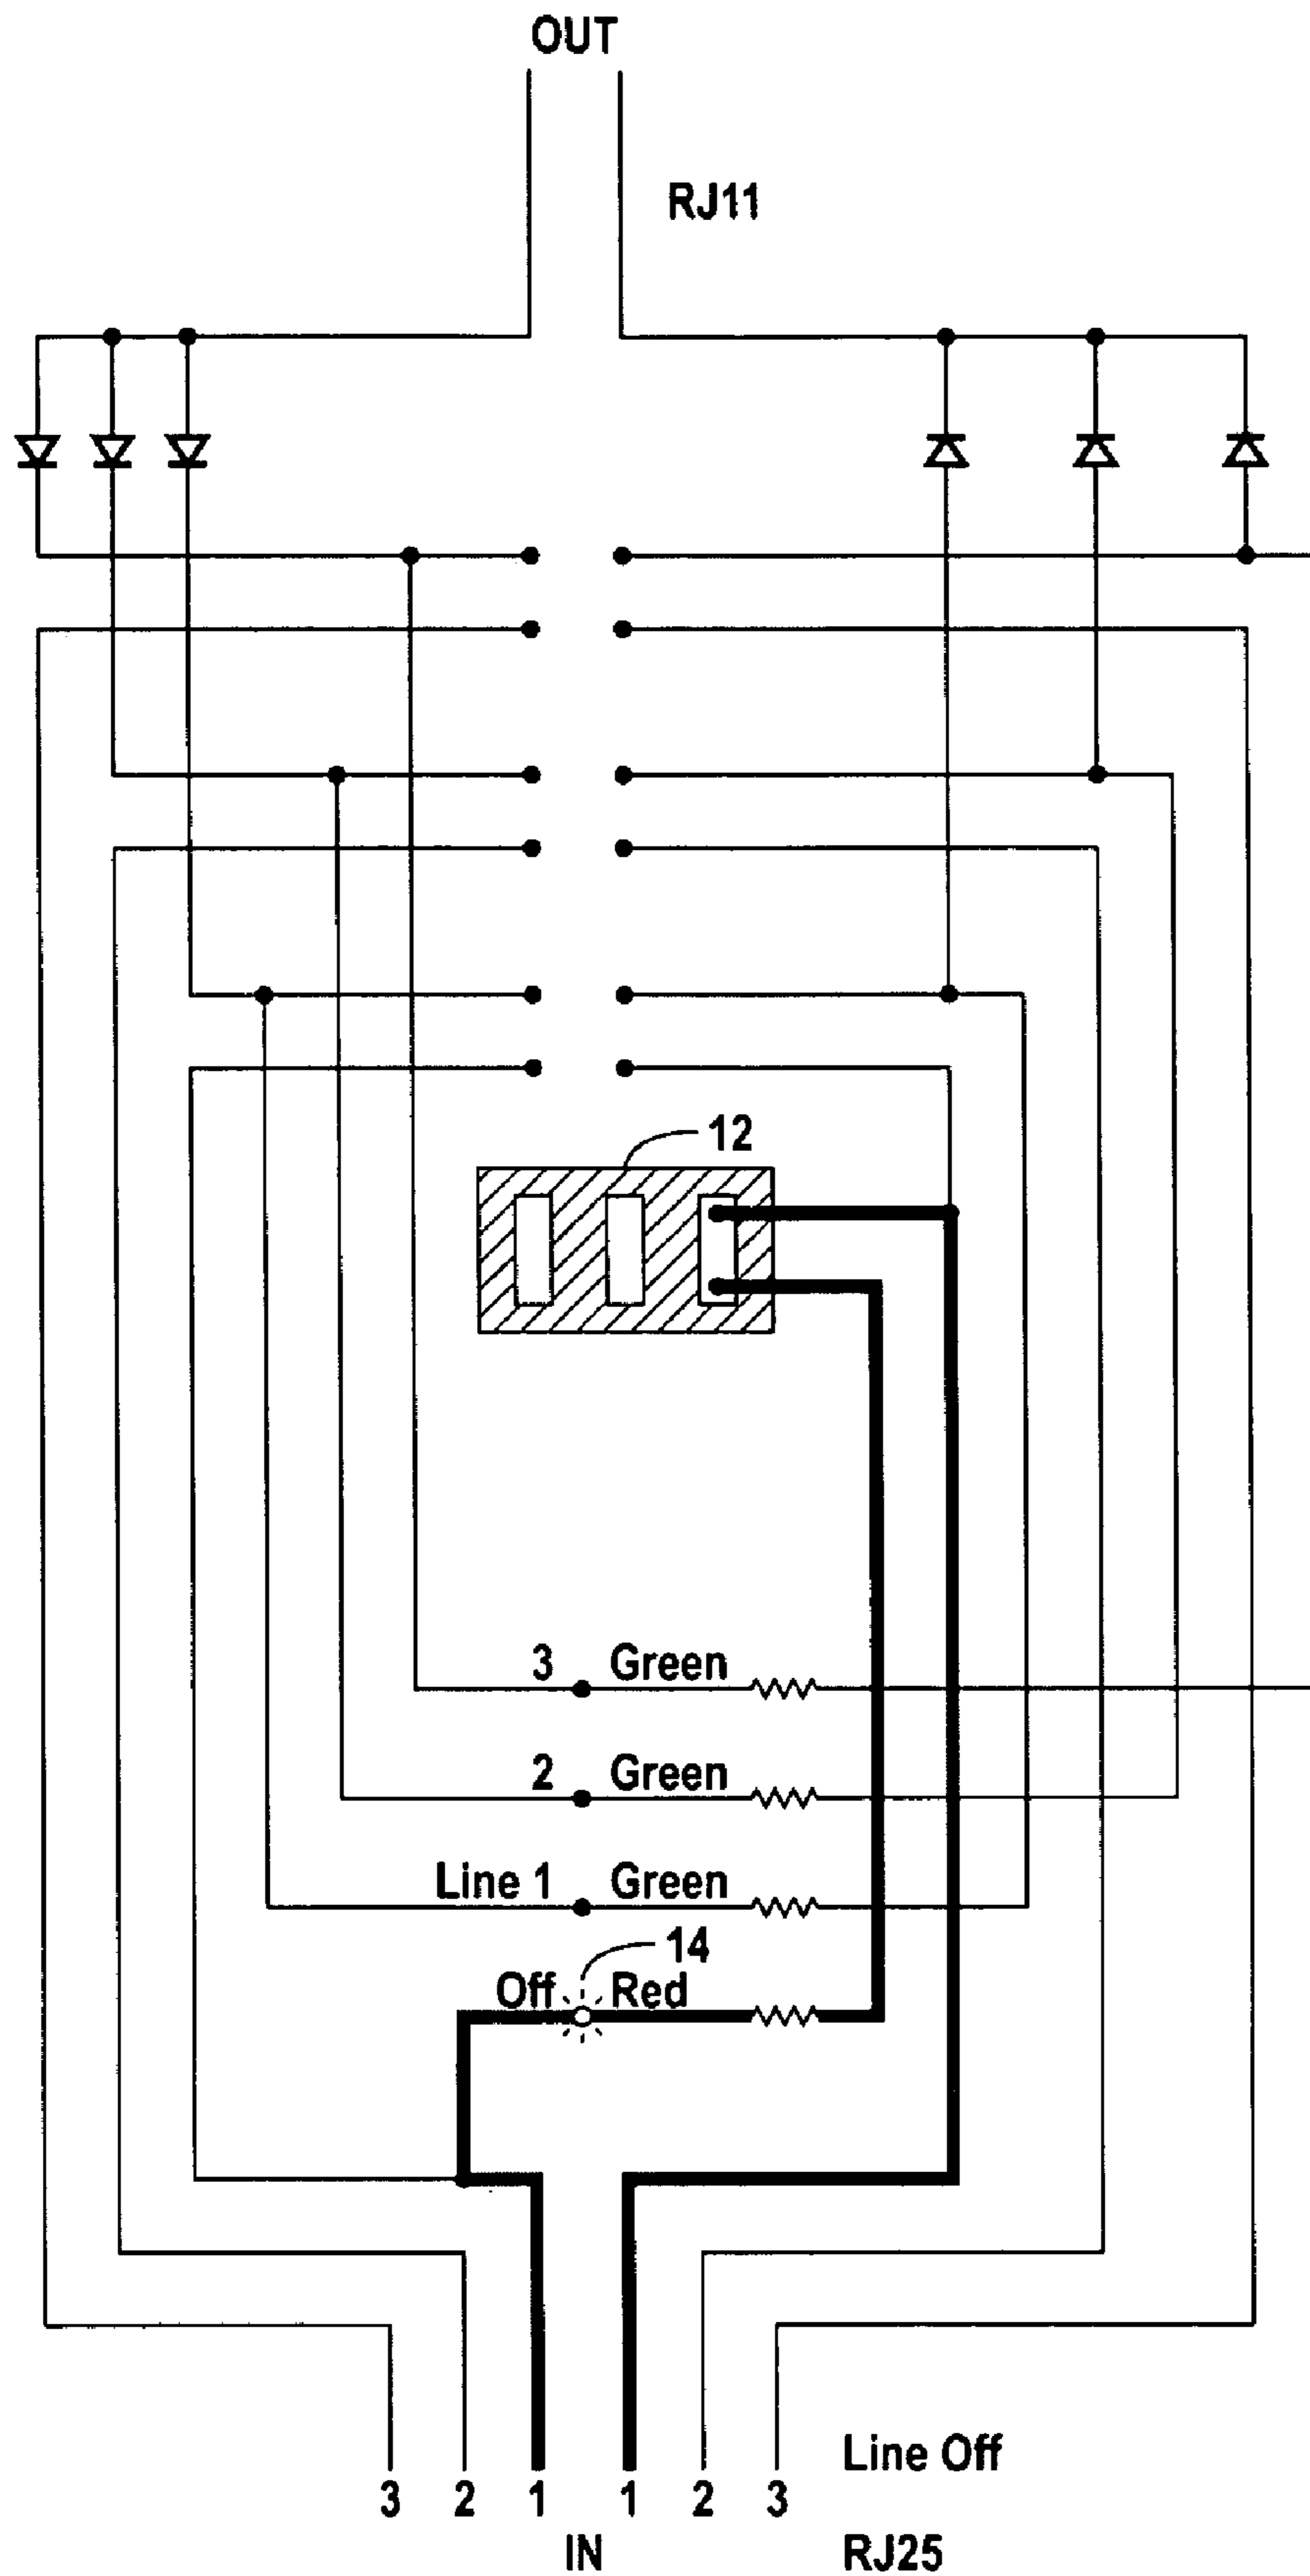 OUT
RJ11
12
3 Green
2 Green
Line 1 Green
14
Off Red
Line Off
3 2 1 1 2 3
IN RJ25